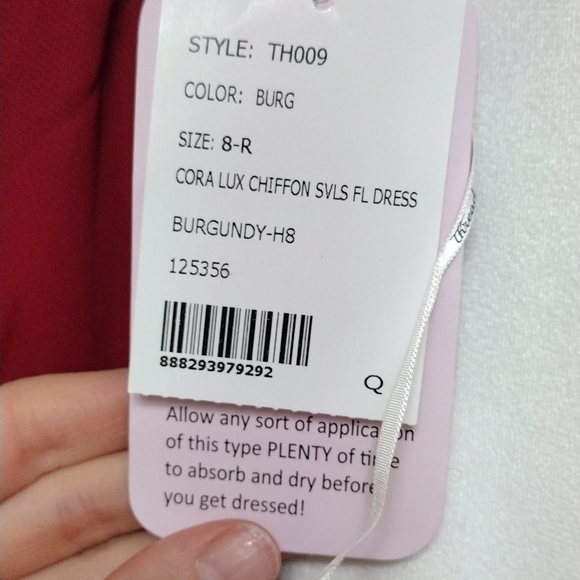 STYLE: TH009
COLOR: BURG
SIZE: 8-R
CORA LUX CHIFFON SVLS FL DRESS
BURGUNDY-H8
125356
888293979292
Q
Allow any sort of
of this type PLENTY of
to absorb and dry before
you get dressed!